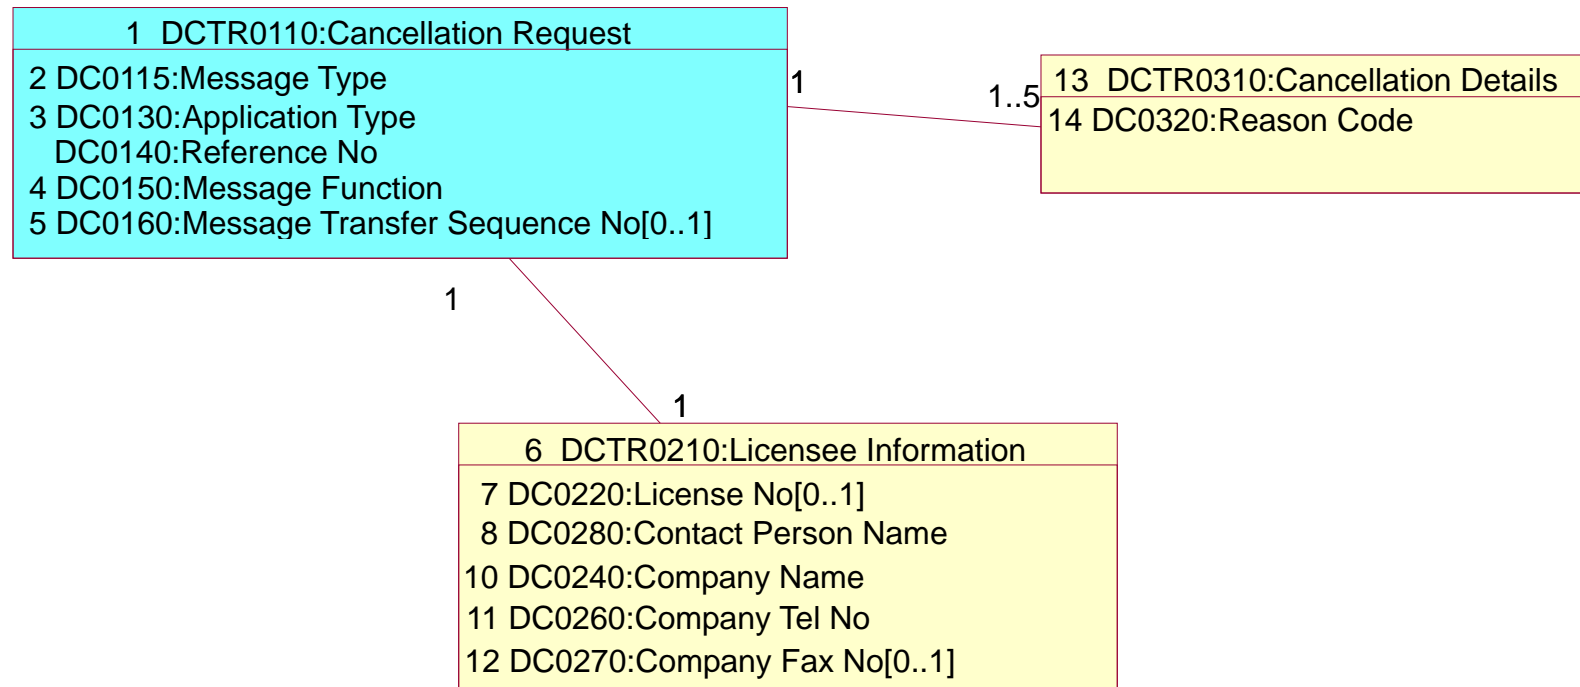 1 DCTR0110:Cancellation Request
2 DC0115:Message Type
3 DC0130:Application Type
DC0140:Reference No
4 DC0150:Message Function
5 DC0160:Message Transfer Sequence No[0..1]
1
1..5
13 DCTR0310:Cancellation Details
14 DC0320:Reason Code
1
1
6 DCTR0210:Licensee Information
7 DC0220:License No[0..1]
8 DC0280:Contact Person Name
10 DC0240:Company Name
11 DC0260:Company Tel No
12 DC0270:Company Fax No[0..1]